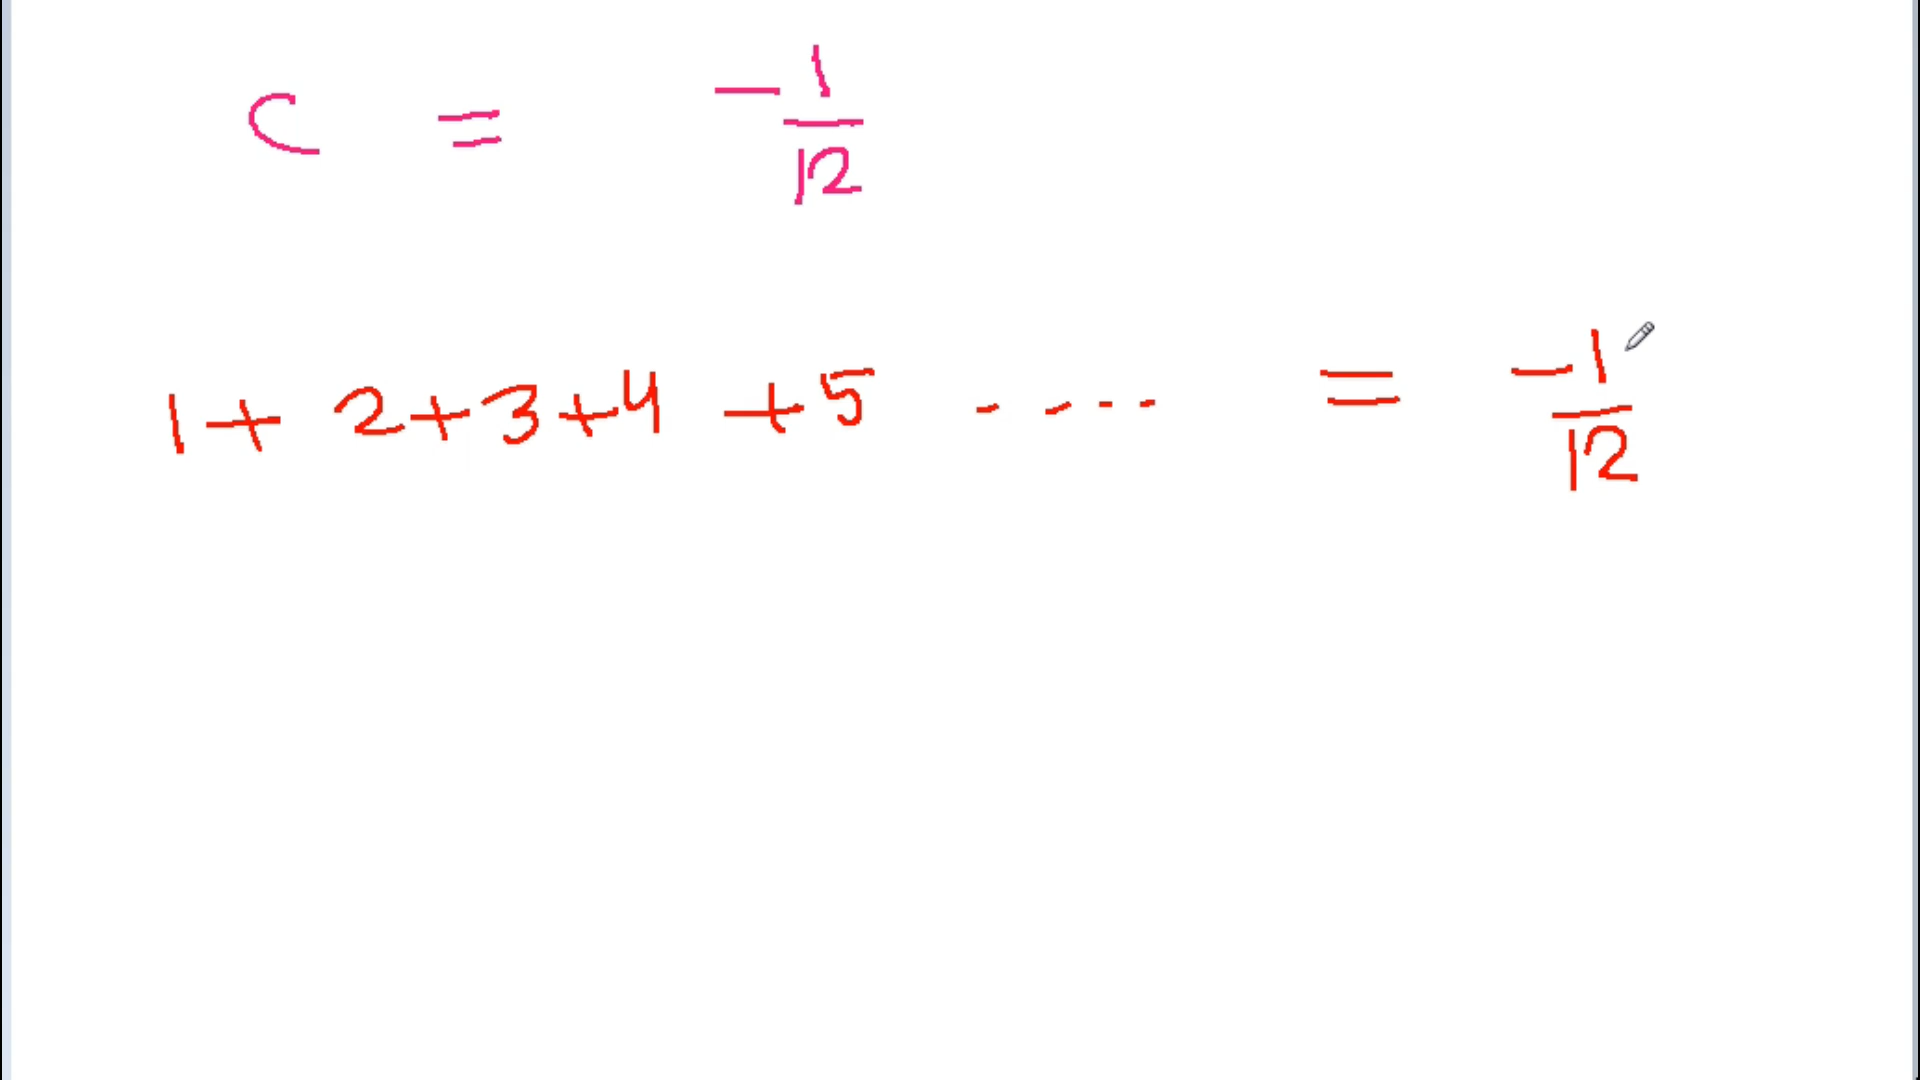 C = -1/12
1 + 2 + 3 + 4 + 5 - - - - = -1/12